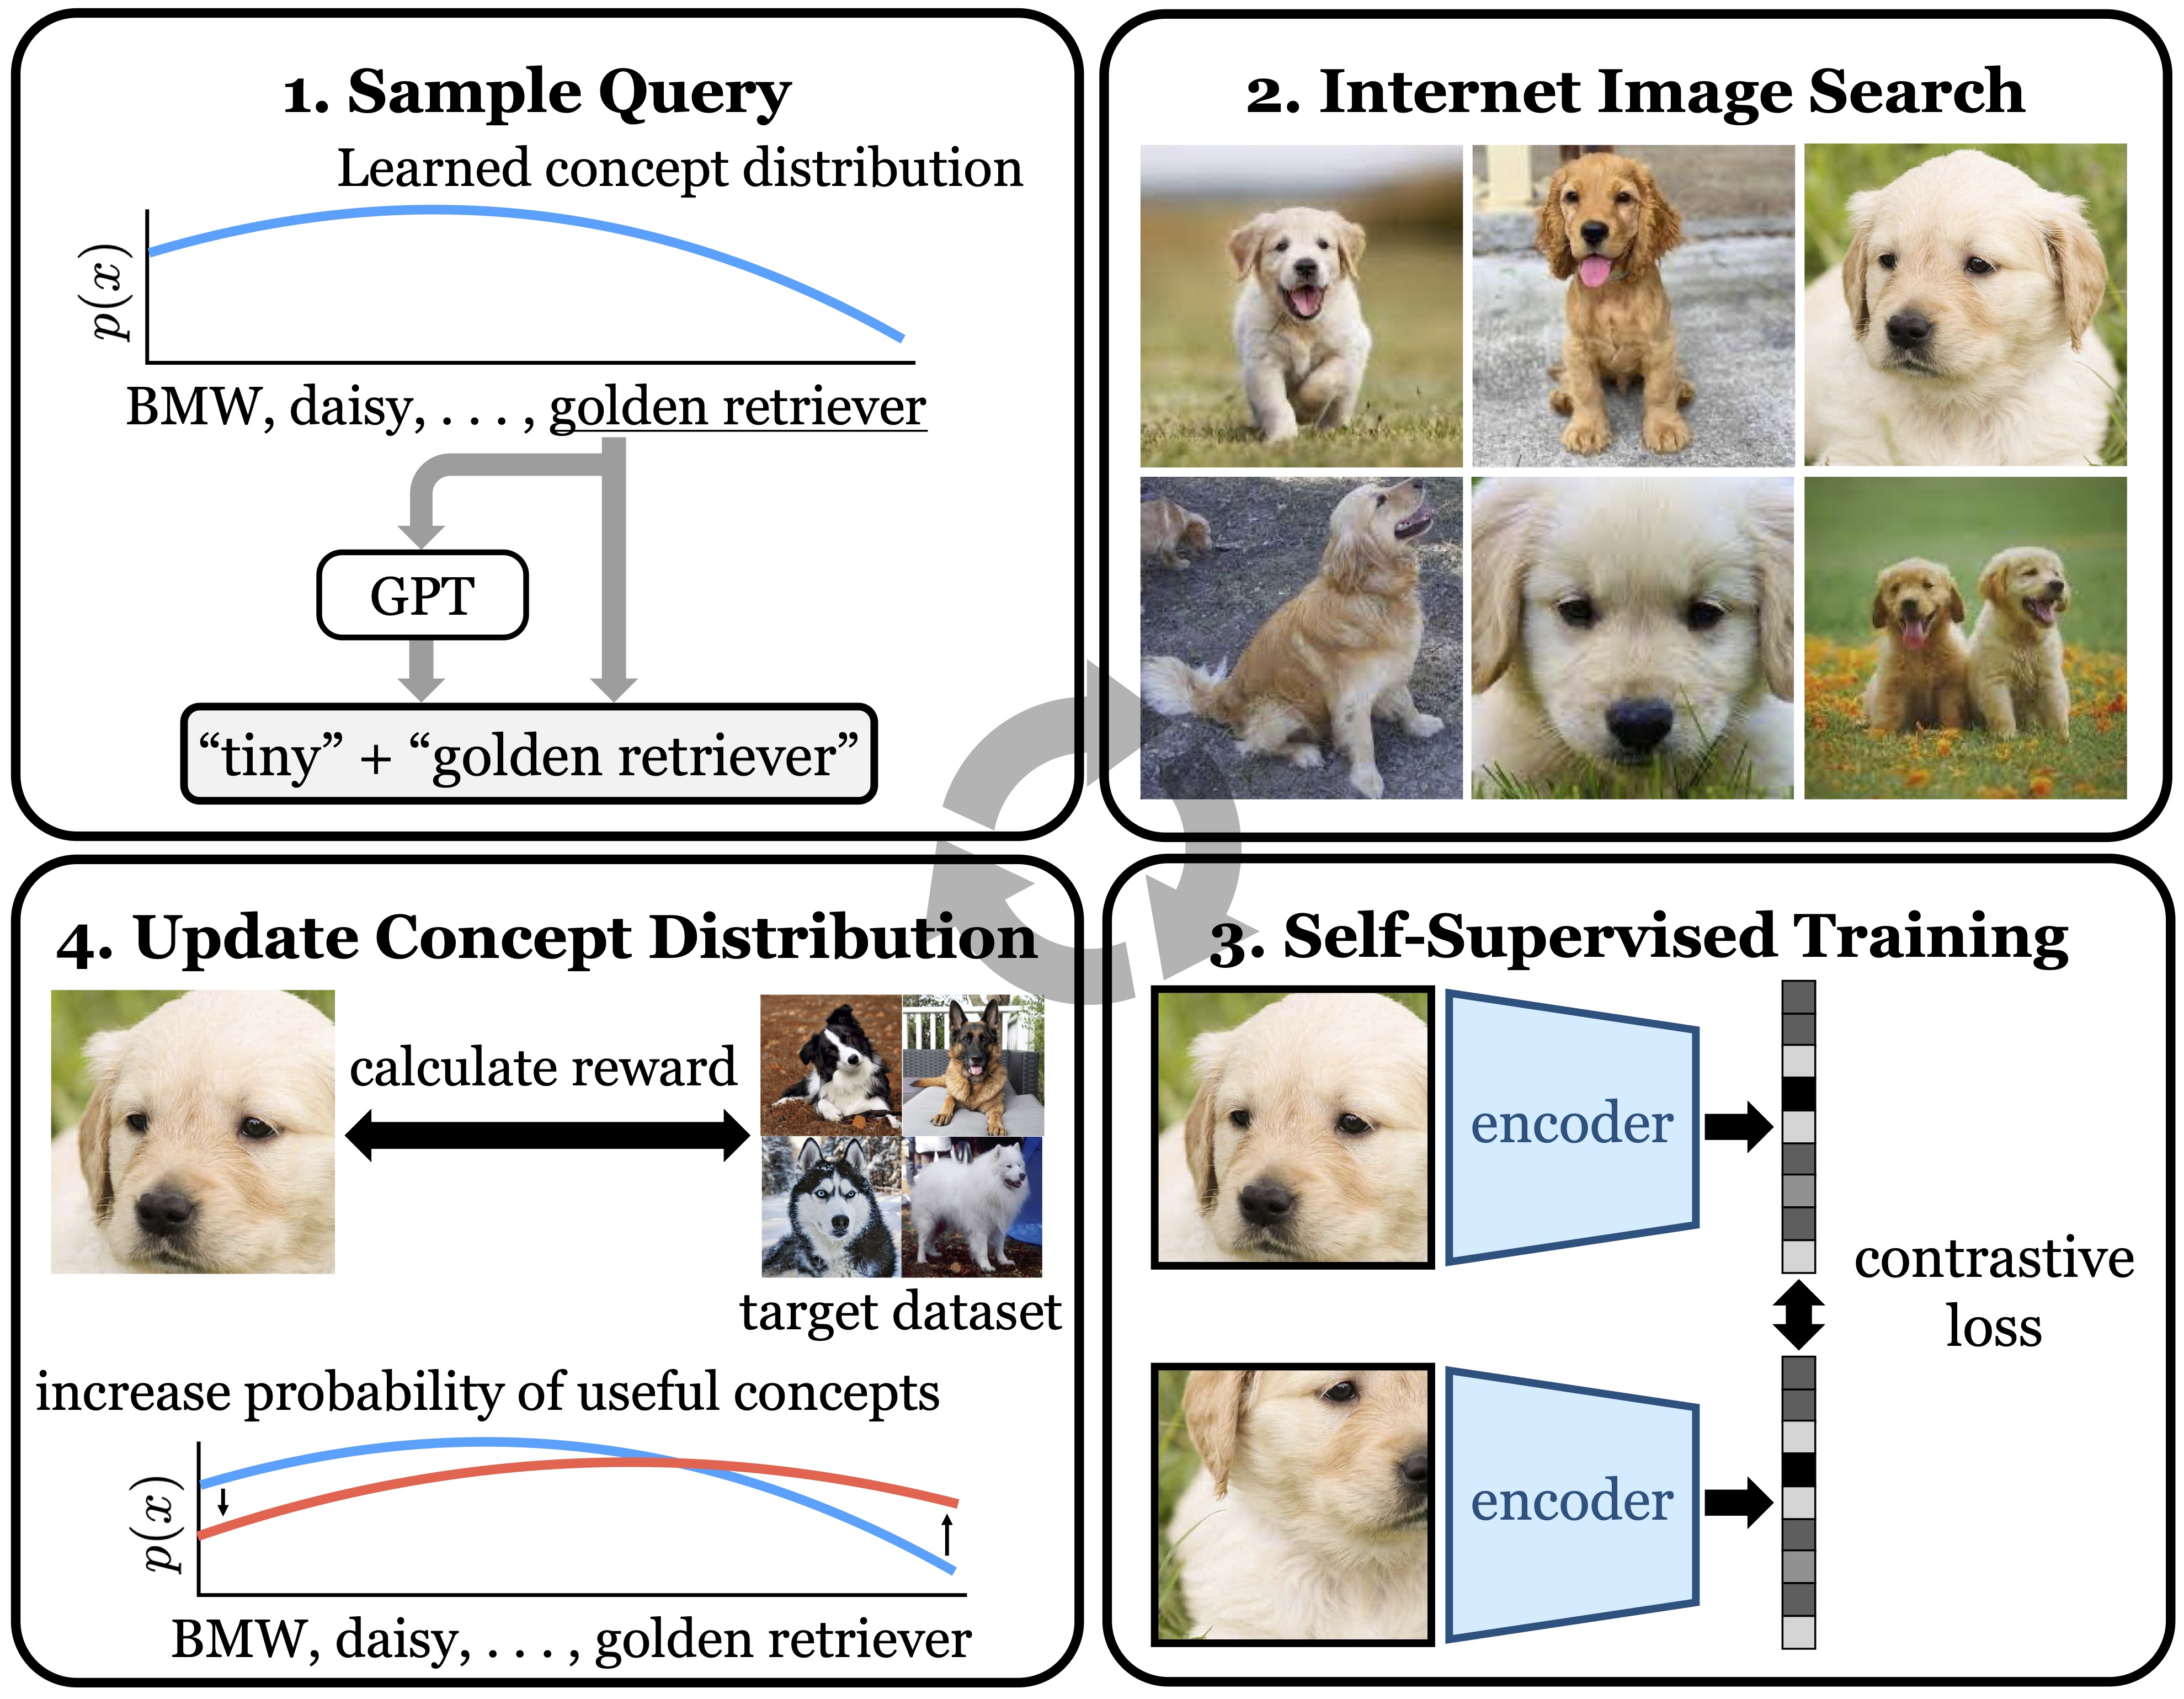 1. Sample Query
Learned concept distribution
p(x)
BMW, daisy, . . . . , golden retriever
GPT
“tiny” + “golden retriever”
2. Internet Image Search
3. Self-Supervised Training
encoder
encoder
contrastive
loss
4. Update Concept Distribution
calculate reward
target dataset
increase probability of useful concepts
p(x)
BMW, daisy, . . . . , golden retriever